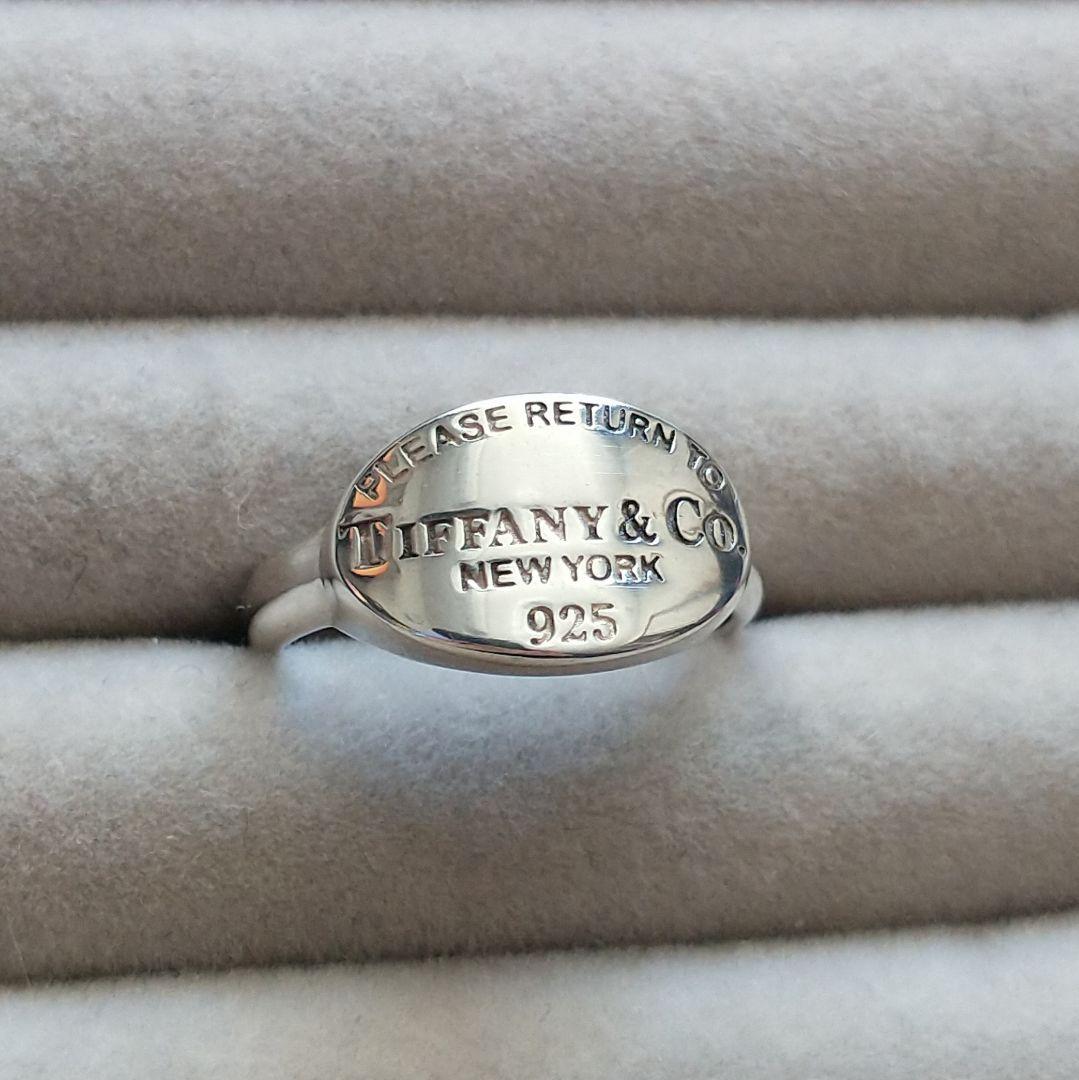 PLEASE RETURN TO
TIFFANY & CO.
NEW YORK
925